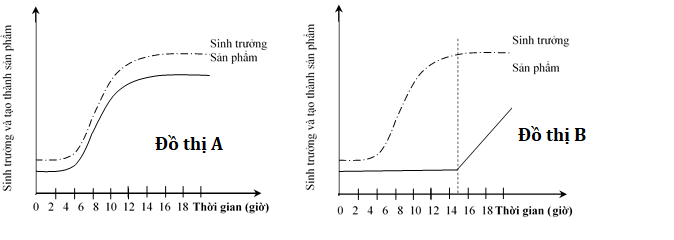 Sinh trưởng và tạo thành sản phẩm
Sinh trưởng
Sản phẩm
Đồ thị A
0 2 4 6 8 10 12 14 16 18 Thời gian (giờ)
Sinh trưởng và tạo thành sản phẩm
Sinh trưởng
Sản phẩm
Đồ thị B
0 2 4 6 8 10 12 14 16 18 Thời gian (giờ)